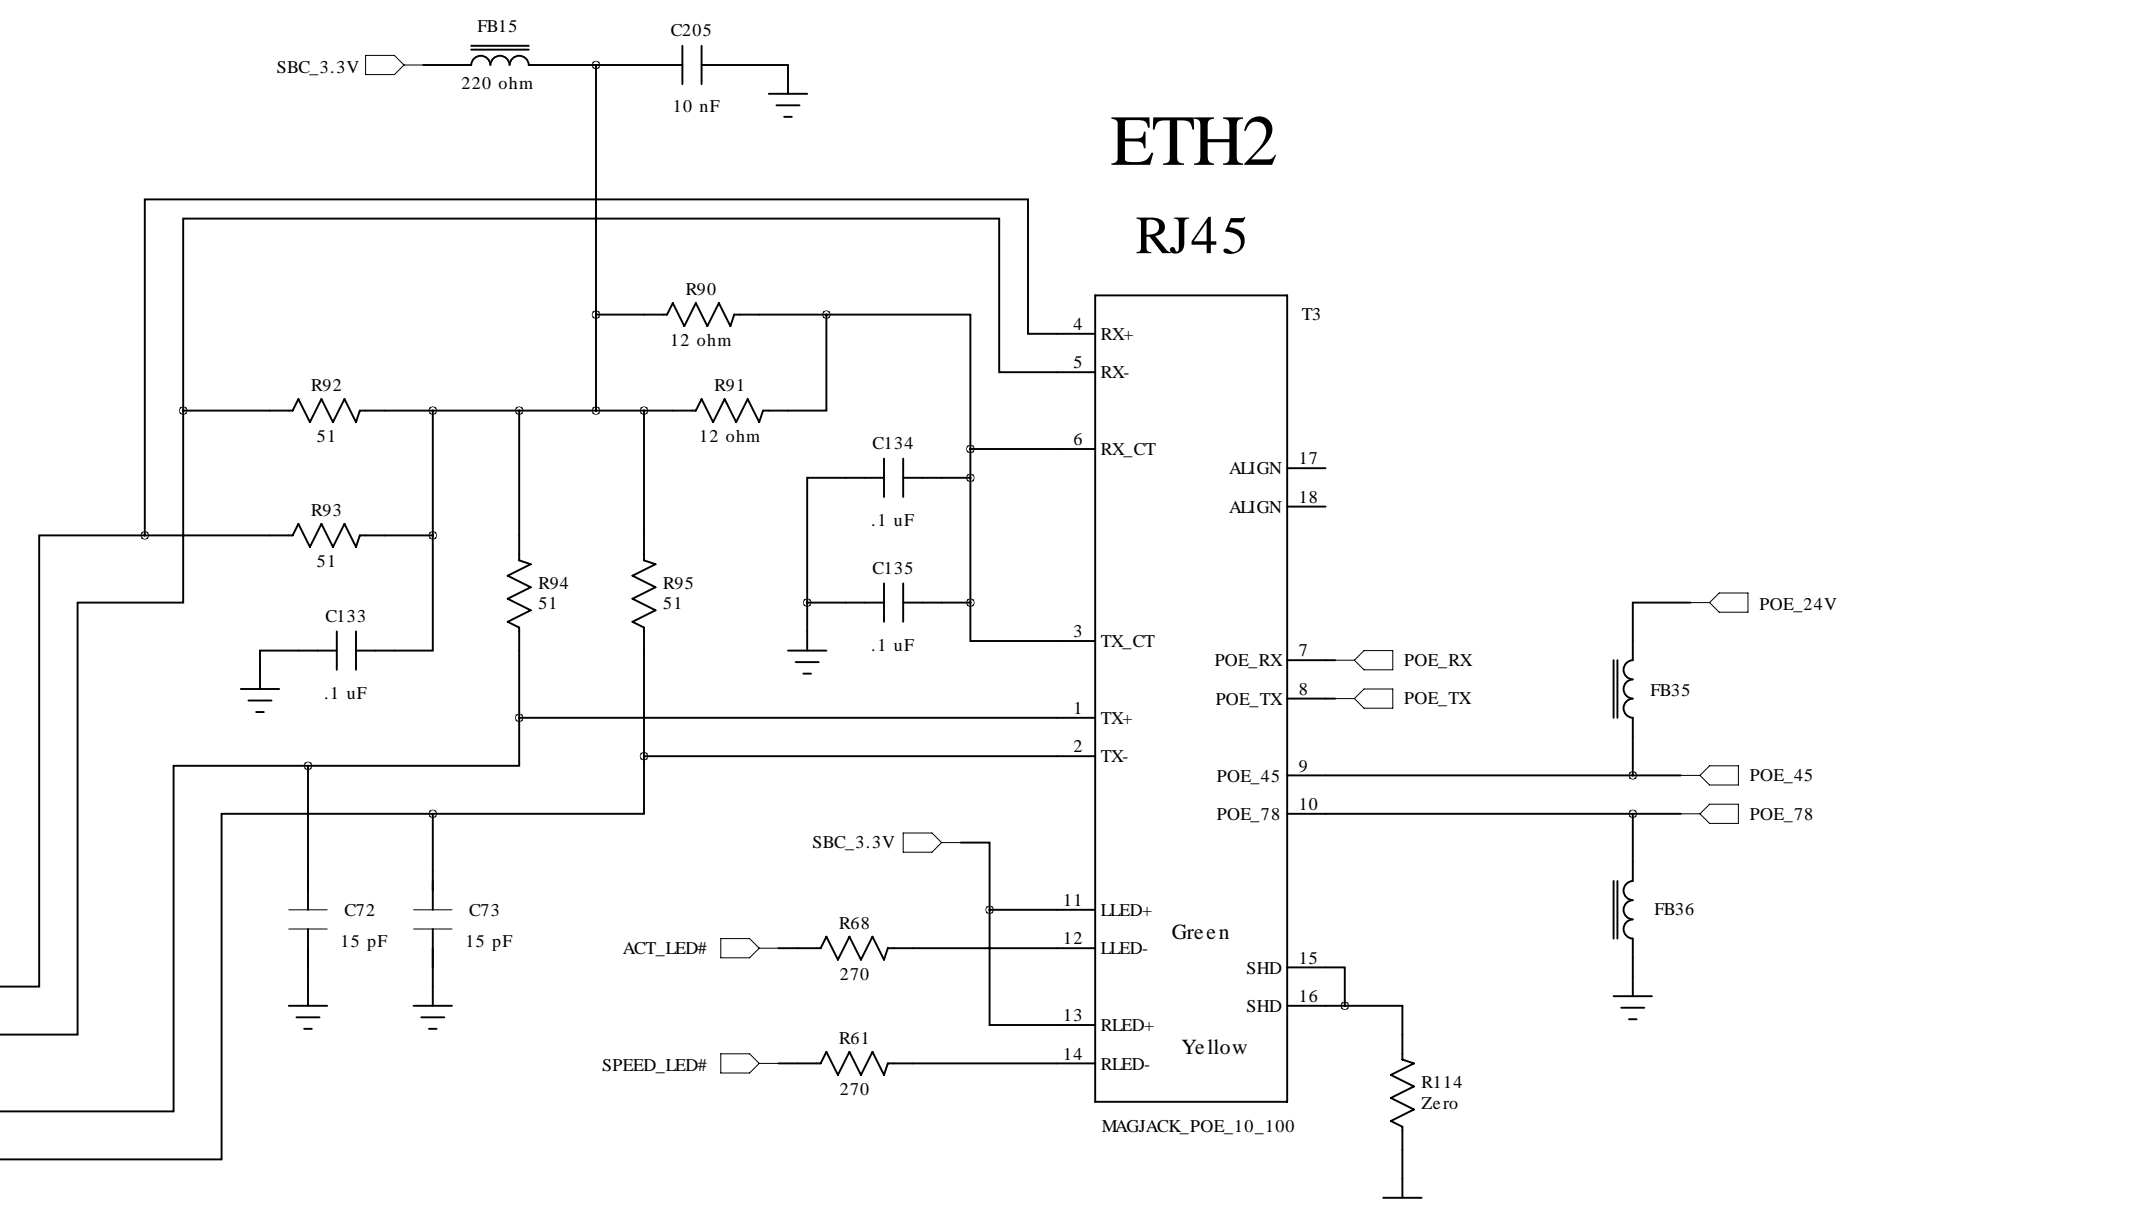 FB15
C205
SBC_3.3V
220 ohm
10 nF
ETH2
RJ45
R90
12 ohm
T3
4 RX+
5 RX-
R92
51
R91
12 ohm
6 RX_CT
C134
.1 uF
ALIGN 17
ALIGN 18
R93
51
R94
51
R95
51
C135
.1 uF
C133
.1 uF
3 TX_CT
POE_24V
POE_RX 7 POE_RX
POE_TX 8 POE_TX
FB35
1 TX+
2 TX-
POE_45 9 POE_45
POE_78 10 POE_78
SBC_3.3V
C72
15 pF
C73
15 pF
11 LLED+
FB36
R68
Green
ACT_LED#
12 LLED-
270
SHD 15
SHD 16
13 RLED+
R61
Yellow
SPEED_LED#
14 RLED-
270
R114
Zero
MAGJACK_POE_10_100